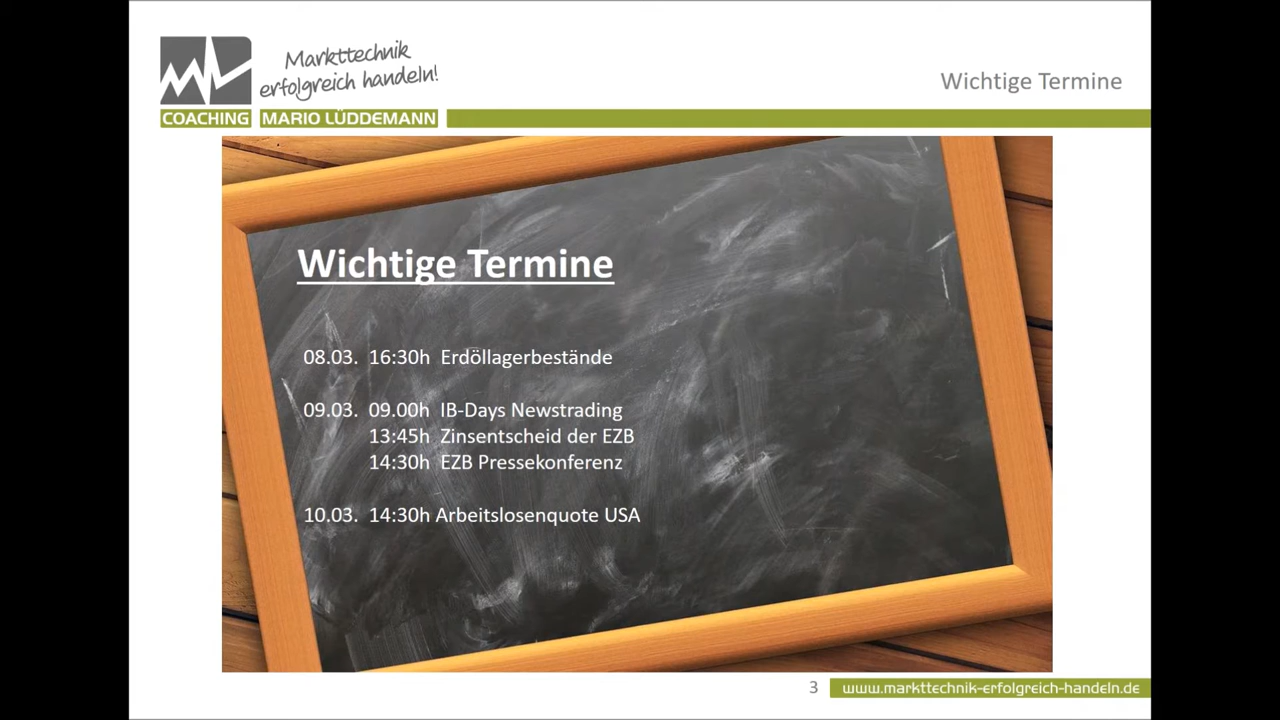 Markttechnik
erfolgreich handeln!
COACHING MARIO LÜDDEMANN
Wichtige Termine
Wichtige Termine
08.03. 16:30h Erdöllagerbestände
09.03. 09.00h IB-Days Newstrading
13:45h Zinsentscheid der EZB
14:30h EZB Pressekonferenz
10.03. 14:30h Arbeitslosenquote USA
3 www.markttechnik-erfolgreich-handeln.de